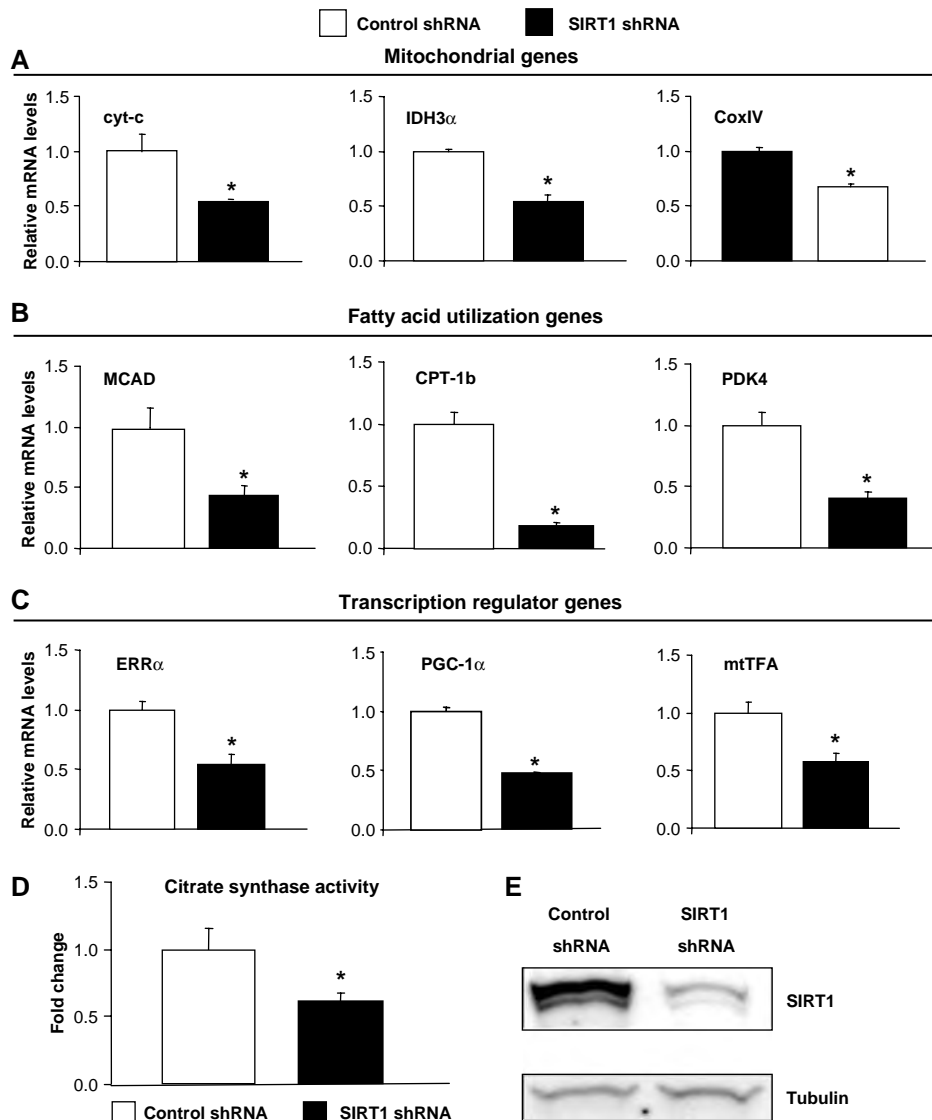 Control shRNA SIRT1 shRNA
A
Mitochondrial genes
Relative mRNA levels
1.5
1.0
0.5
0.0
cyt-c
*
1.5
1.0
0.5
0.0
IDH3α
*
1.5
1.0
0.5
0.0
CoxIV
*
B
Fatty acid utilization genes
Relative mRNA levels
1.5
1.0
0.5
0.0
MCAD
*
1.5
1.0
0.5
0.0
CPT-1b
*
1.5
1.0
0.5
0.0
PDK4
*
C
Transcription regulator genes
Relative mRNA levels
1.5
1.0
0.5
0.0
ERRα
*
1.5
1.0
0.5
0.0
PGC-1α
*
1.5
1.0
0.5
0.0
mtTFA
*
D
Citrate synthase activity
Fold change
1.5
1.0
0.5
0.0
*
Control shRNA SIRT1 shRNA
E
Control SIRT1
shRNA shRNA
SIRT1
Tubulin